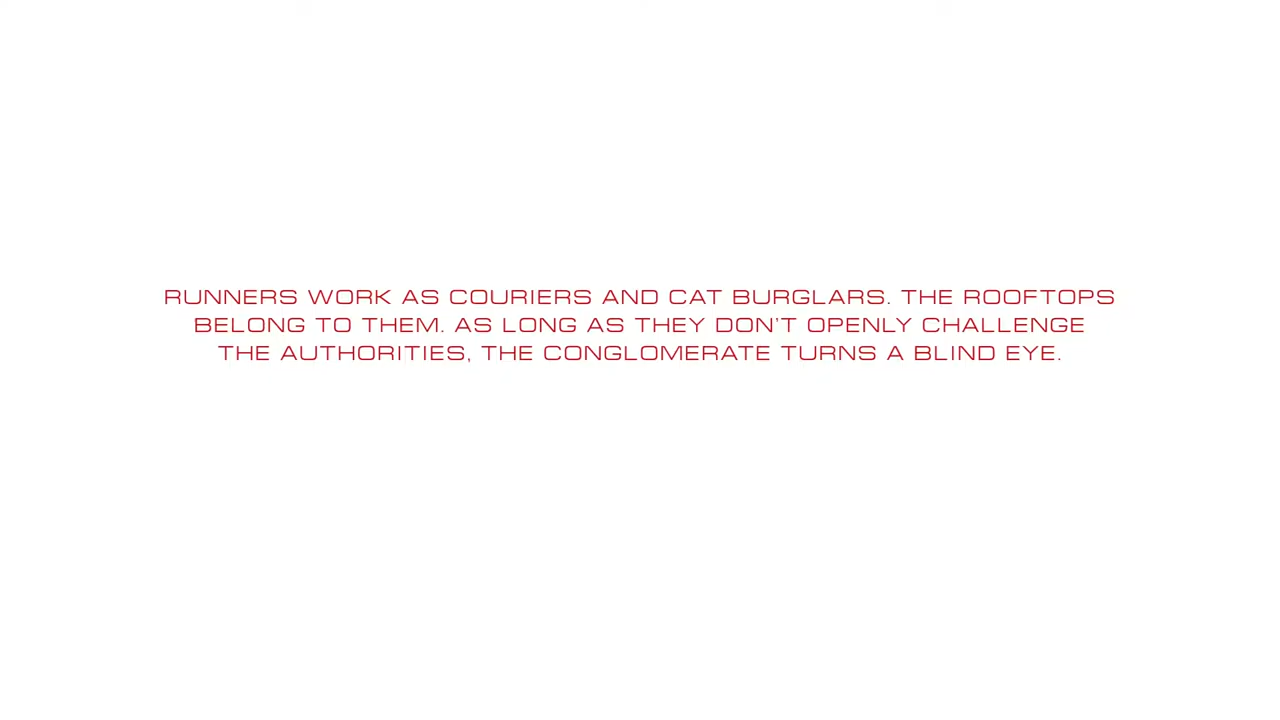 RUNNERS WORK AS COURIERS AND CAT BURGLARS. THE ROOFTOPS
BELONG TO THEM. AS LONG AS THEY DON'T OPENLY CHALLENGE
THE AUTHORITIES, THE CONGLOMERATE TURNS A BLIND EYE.